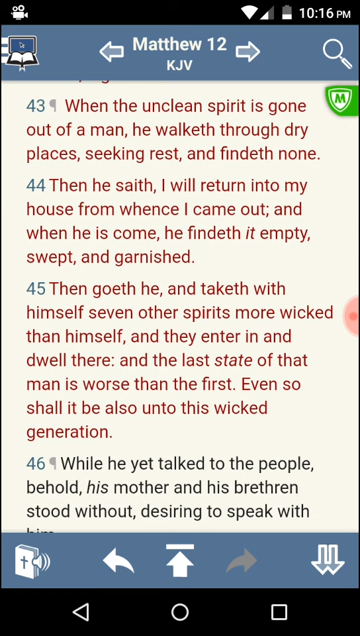 10:16 PM
Matthew 12
KJV
43 ¶ When the unclean spirit is gone
out of a man, he walketh through dry
places, seeking rest, and findeth none.
44 Then he saith, I will return into my
house from whence I came out; and
when he is come, he findeth it empty,
swept, and garnished.
45 Then goeth he, and taketh with
himself seven other spirits more wicked
than himself, and they enter in and
dwell there: and the last state of that
man is worse than the first. Even so
shall it be also unto this wicked
generation.
46 ¶ While he yet talked to the people,
behold, his mother and his brethren
stood without, desiring to speak with
him.